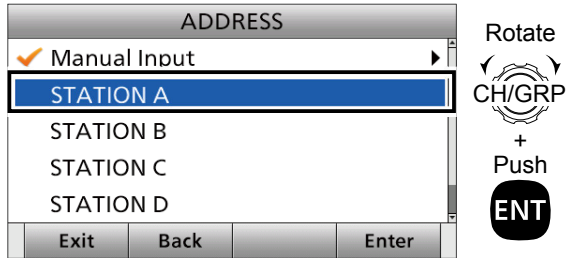 ADDRESS
Manual Input
STATION A
STATION B
STATION C
STATION D
Exit Back Enter
Rotate
CH/GRP
+
Push
ENT